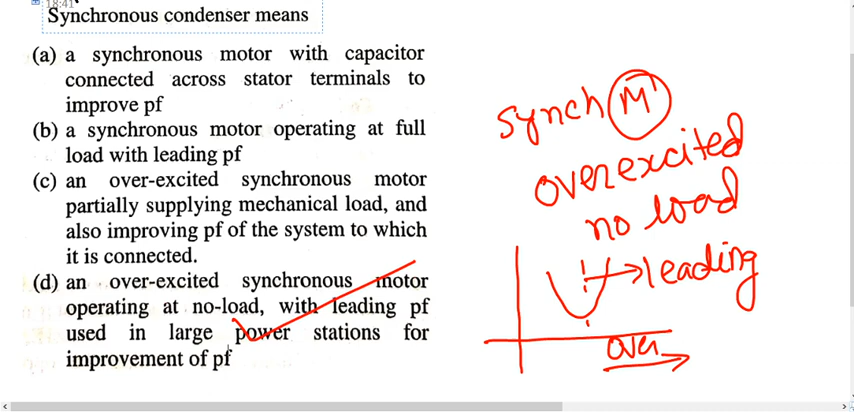 18:41
Synchronous condenser means
(a) a synchronous motor with capacitor
connected across stator terminals to
improve pf
(b) a synchronous motor operating at full
load with leading pf
(c) an over-excited synchronous motor
partially supplying mechanical load, and
also improving pf of the system to which
it is connected.
(d) an over-excited synchronous motor
operating at no-load, with leading pf
used in large power stations for
improvement of pf
synch M
overexcited
no load
leading
over